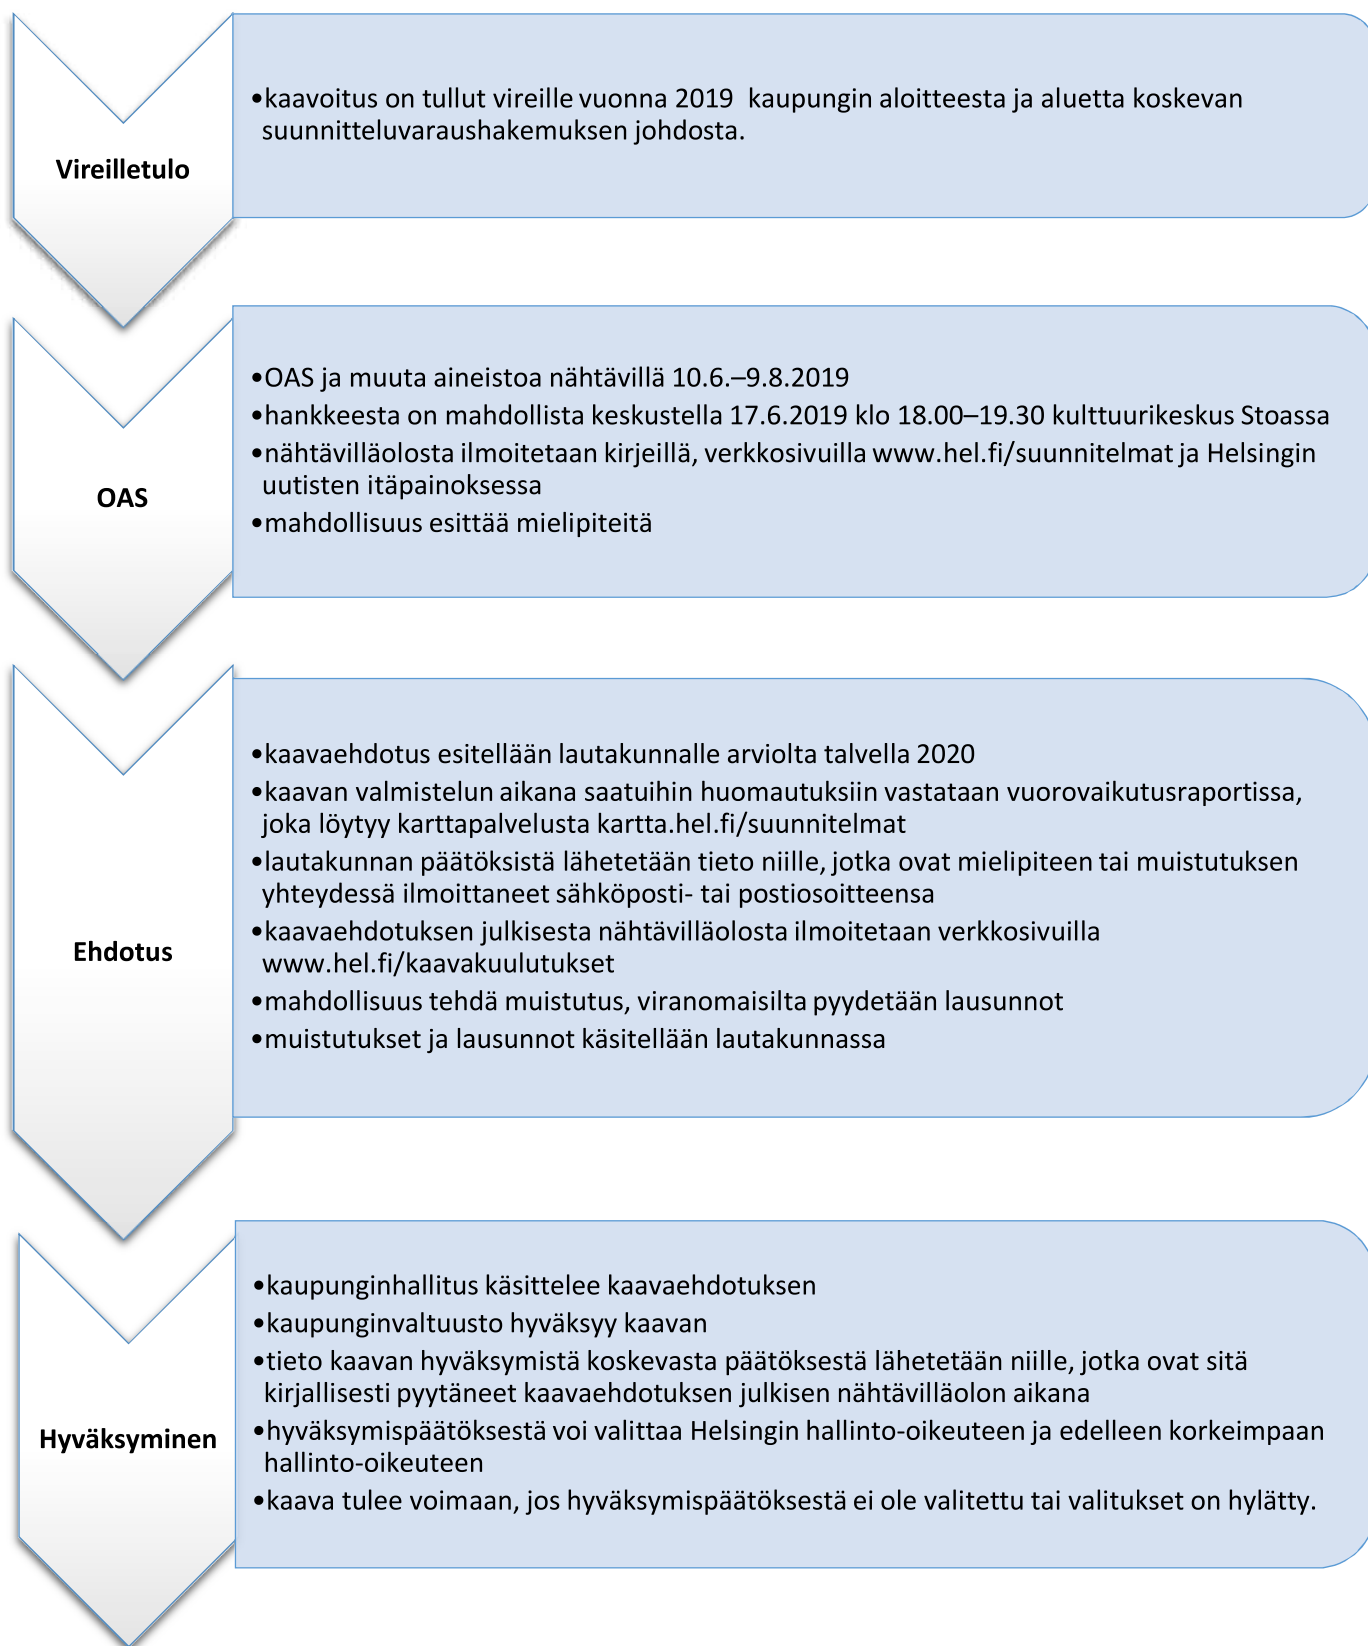 Vireilletulo
•kaavoitus on tullut vireille vuonna 2019 kaupungin aloitteesta ja aluetta koskevan
suunnitteluvaraushakemuksen johdosta.
OAS
•OAS ja muuta aineistoa nähtävillä 10.6.–9.8.2019
•hankkeesta on mahdollista keskustella 17.6.2019 klo 18.00–19.30 kulttuurikeskus Stoassa
•nähtävilläolosta ilmoitetaan kirjeillä, verkkosivuilla www.hel.fi/suunnitelmat ja Helsingin
uutisten itäpainoksessa
•mahdollisuus esittää mielipiteitä
Ehdotus
•kaavaehdotus esitellään lautakunnalle arviolta talvella 2020
•kaavan valmistelun aikana saatuihin huomautuksiin vastataan vuorovaikutusraportissa,
joka löytyy karttapalvelusta kartta.hel.fi/suunnitelmat
•lautakunnan päätöksistä lähetetään tieto niille, jotka ovat mielipiteen tai muistutuksen
yhteydessä ilmoittaneet sähköposti- tai postiosoitteensa
•kaavaehdotuksen julkisesta nähtävilläolosta ilmoitetaan verkkosivuilla
www.hel.fi/kaavakuulutukset
•mahdollisuus tehdä muistutus, viranomaisilta pyydetään lausunnot
•muistutukset ja lausunnot käsitellään lautakunnassa
Hyväksyminen
•kaupunginhallitus käsittelee kaavaehdotuksen
•kaupunginvaltuusto hyväksyy kaavan
•tieto kaavan hyväksymistä koskevasta päätöksestä lähetetään niille, jotka ovat sitä
kirjallisesti pyytäneet kaavaehdotuksen julkisen nähtävilläolon aikana
•hyväksymispäätöksestä voi valittaa Helsingin hallinto-oikeuteen ja edelleen korkeimpaan
hallinto-oikeuteen
•kaava tulee voimaan, jos hyväksymispäätöksestä ei ole valitettu tai valitukset on hylätty.